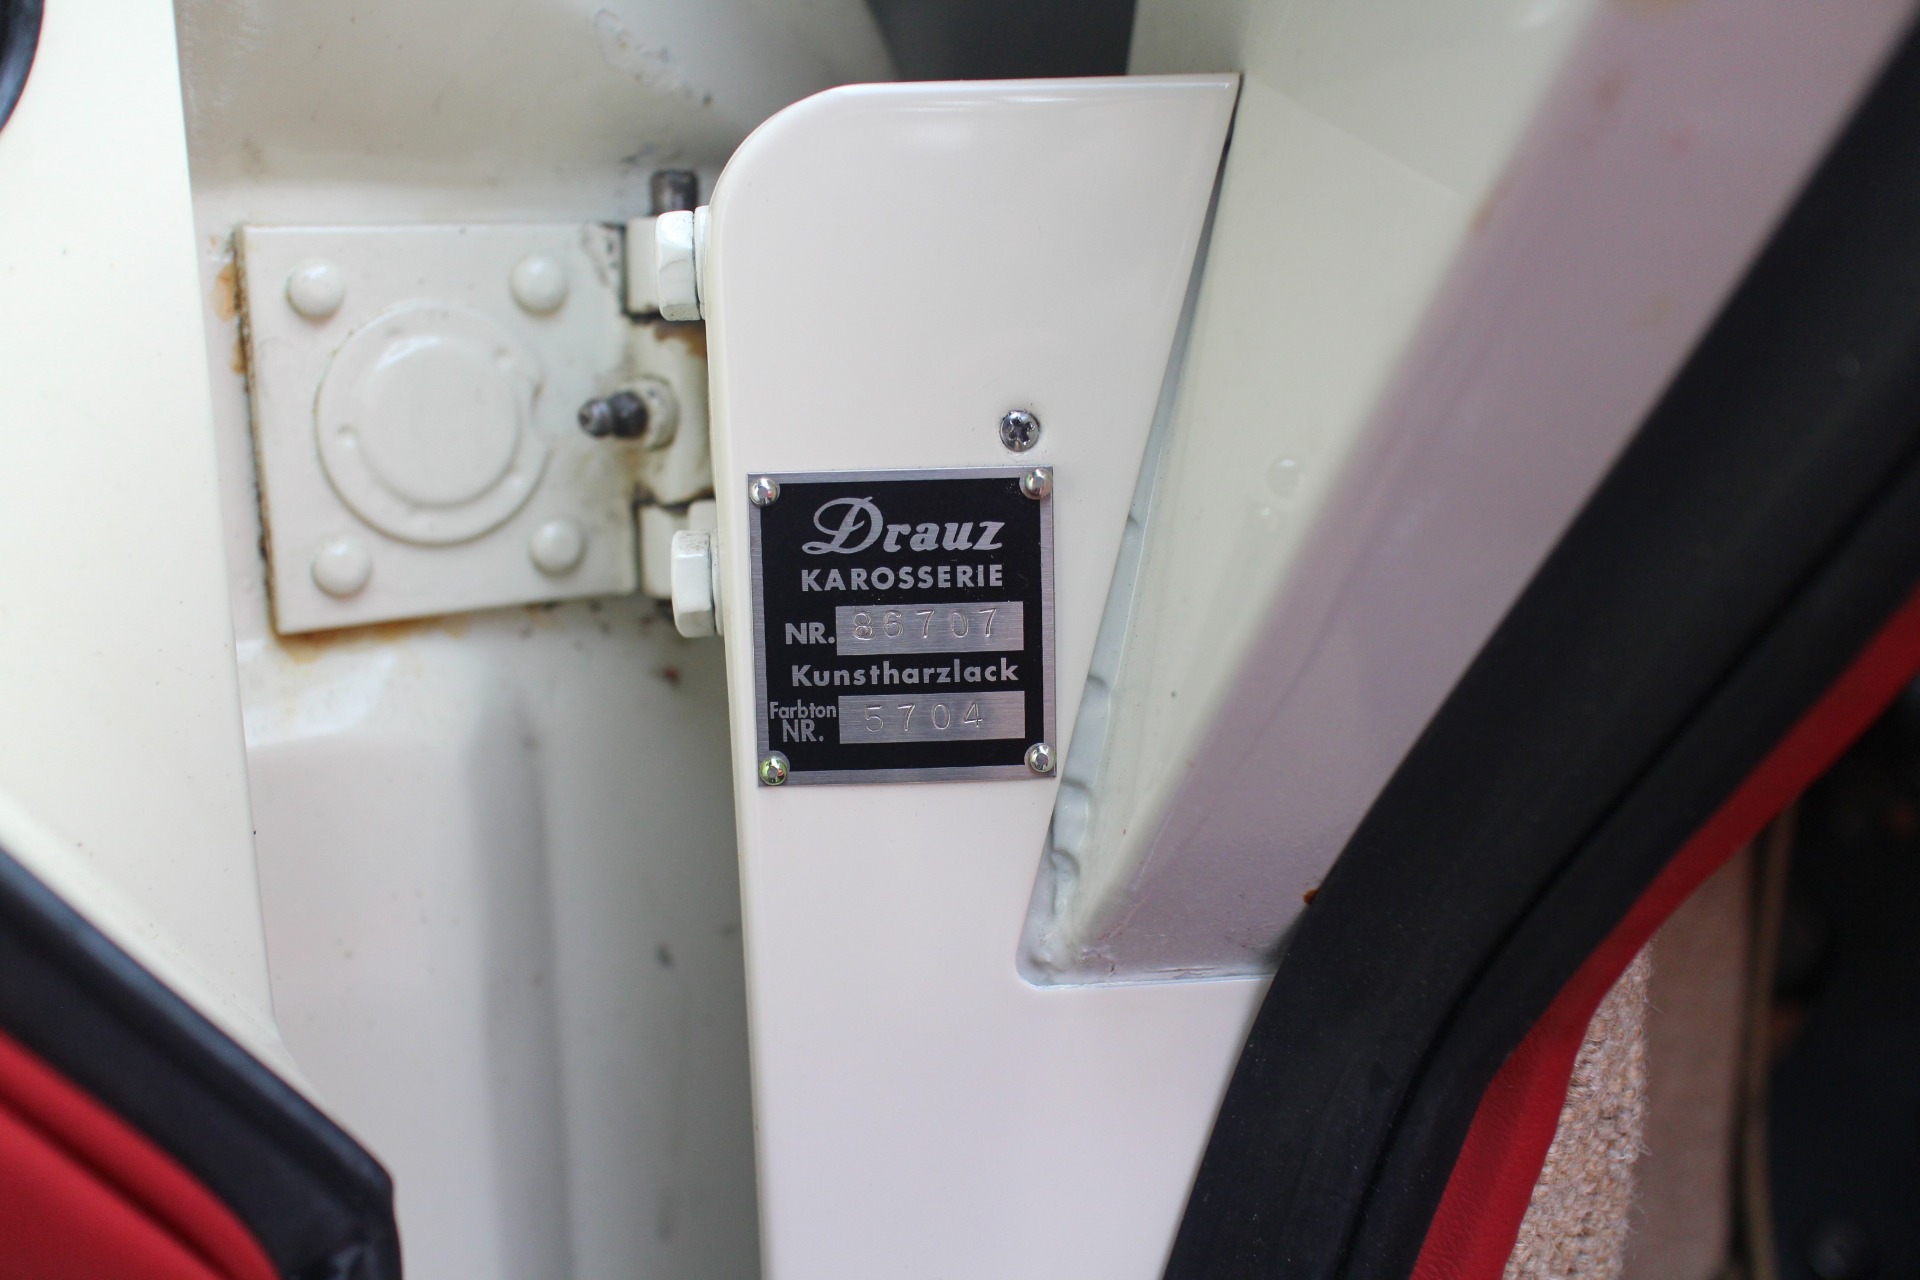 Drauz
KAROSSERIE
NR. 86707
Kunstharzlack
Farbton
NR. 5704